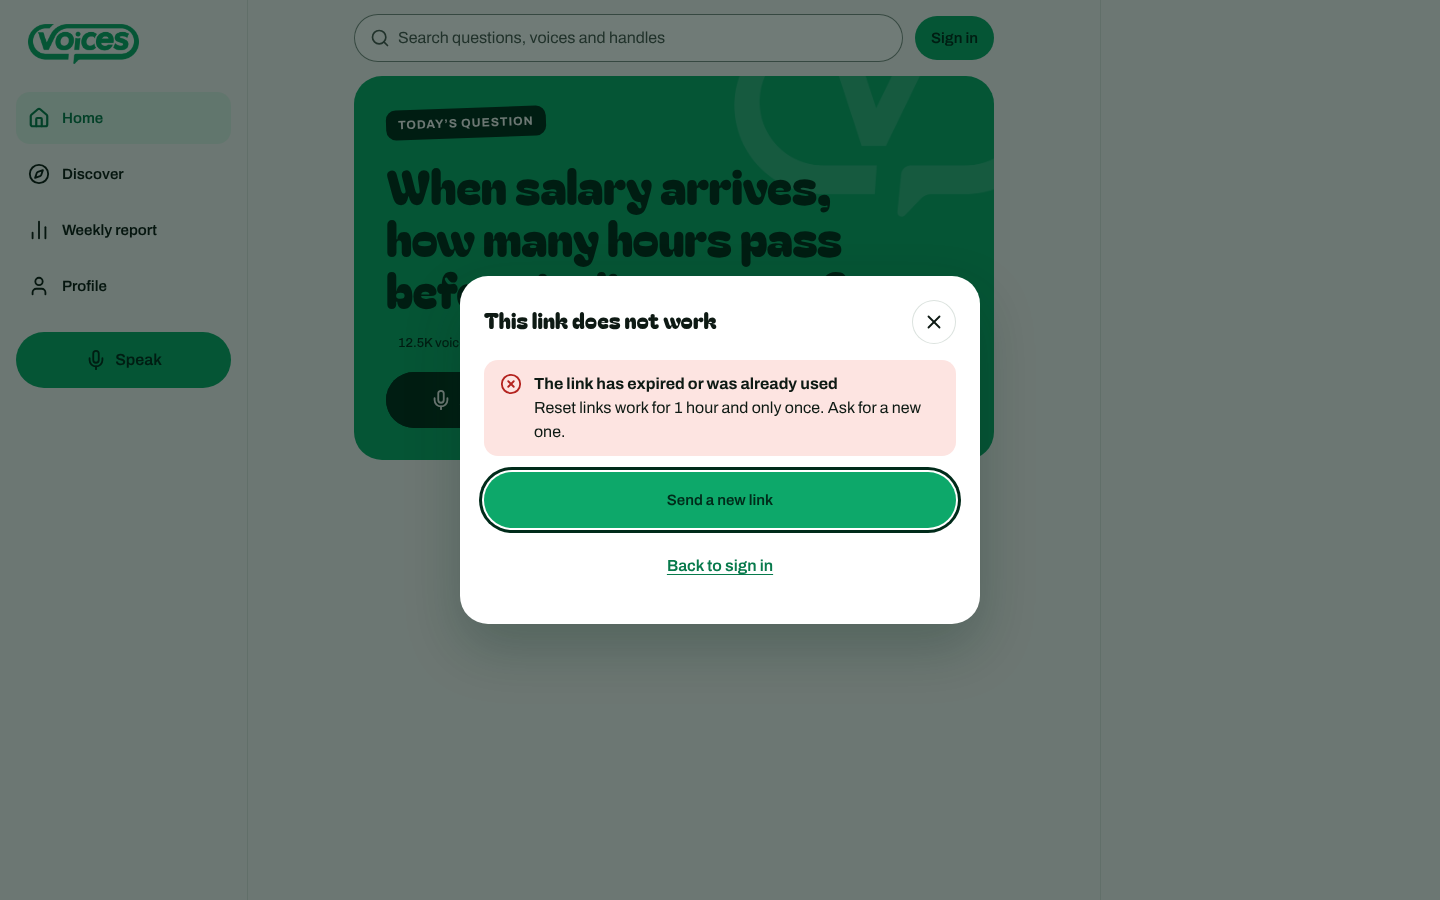 Voices
Search questions, voices and handles
Sign in
Home
Discover
Weekly report
Profile
Speak
TODAY'S QUESTION
When salary arrives,
how many hours pass
12.5K
This link does not work
The link has expired or was already used
Reset links work for 1 hour and only once. Ask for a new
one.
Send a new link
Back to sign in